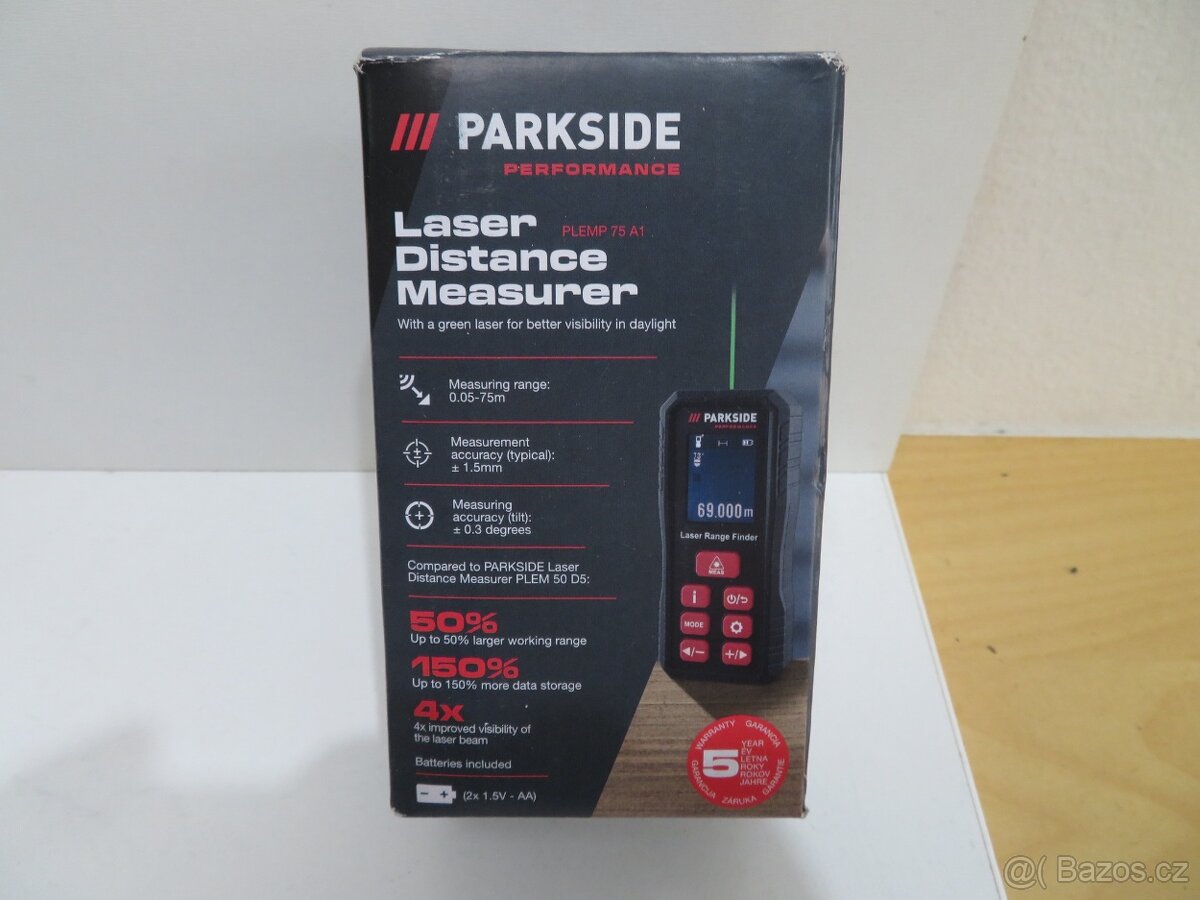 PARKSIDE
PERFORMANCE
Laser PLEMP 75 A1
Distance
Measurer
With a green laser for better visibility in daylight
Measuring range:
0.05-75m
Measurement
accuracy (typical):
± 1.5mm
Measuring
accuracy (tilt):
± 0.3 degrees
Compared to PARKSIDE Laser
Distance Measurer PLEM 50 D5:
50%
Up to 50% larger working range
150%
Up to 150% more data storage
4x
4x improved visibility of
the laser beam
Batteries included
(2x 1.5V - AA)
PARKSIDE
PERFORMANCE
69.000m
Laser Range Finder
MEAS
i
MODE
WARRANTY GARANCIA
5
YEAR
ÉV
LETNA
ROKY
ROKOV
JAHRE
GARANCIJA ZÁRUKA GARANTIE
@( Bazos.cz